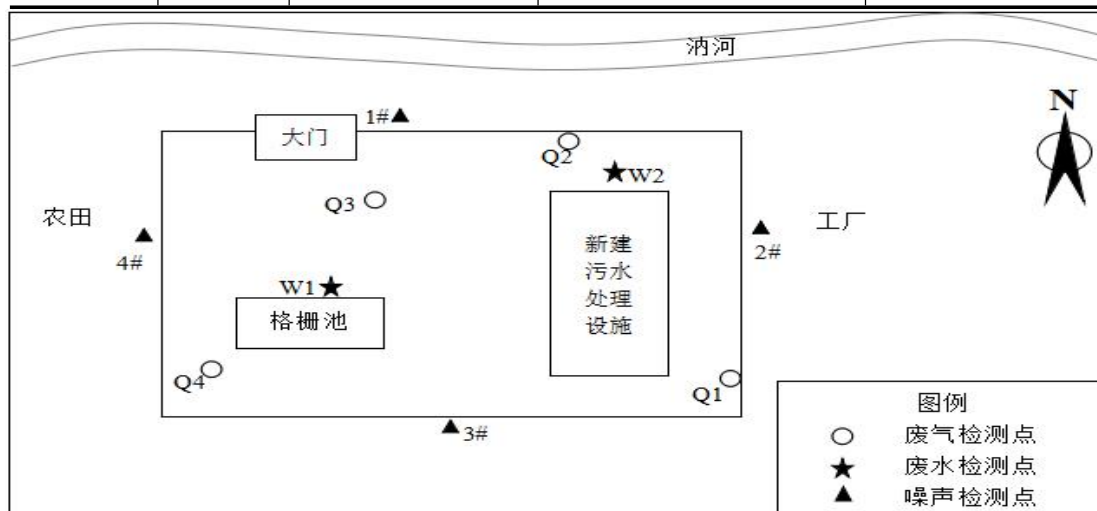 汭河
N
1#
大门
Q2
W2
Q3
农田
工厂
4#
2#
新建
污水
处理
设施
W1
格栅池
Q4
Q1
3#
图例
废气检测点
废水检测点
噪声检测点